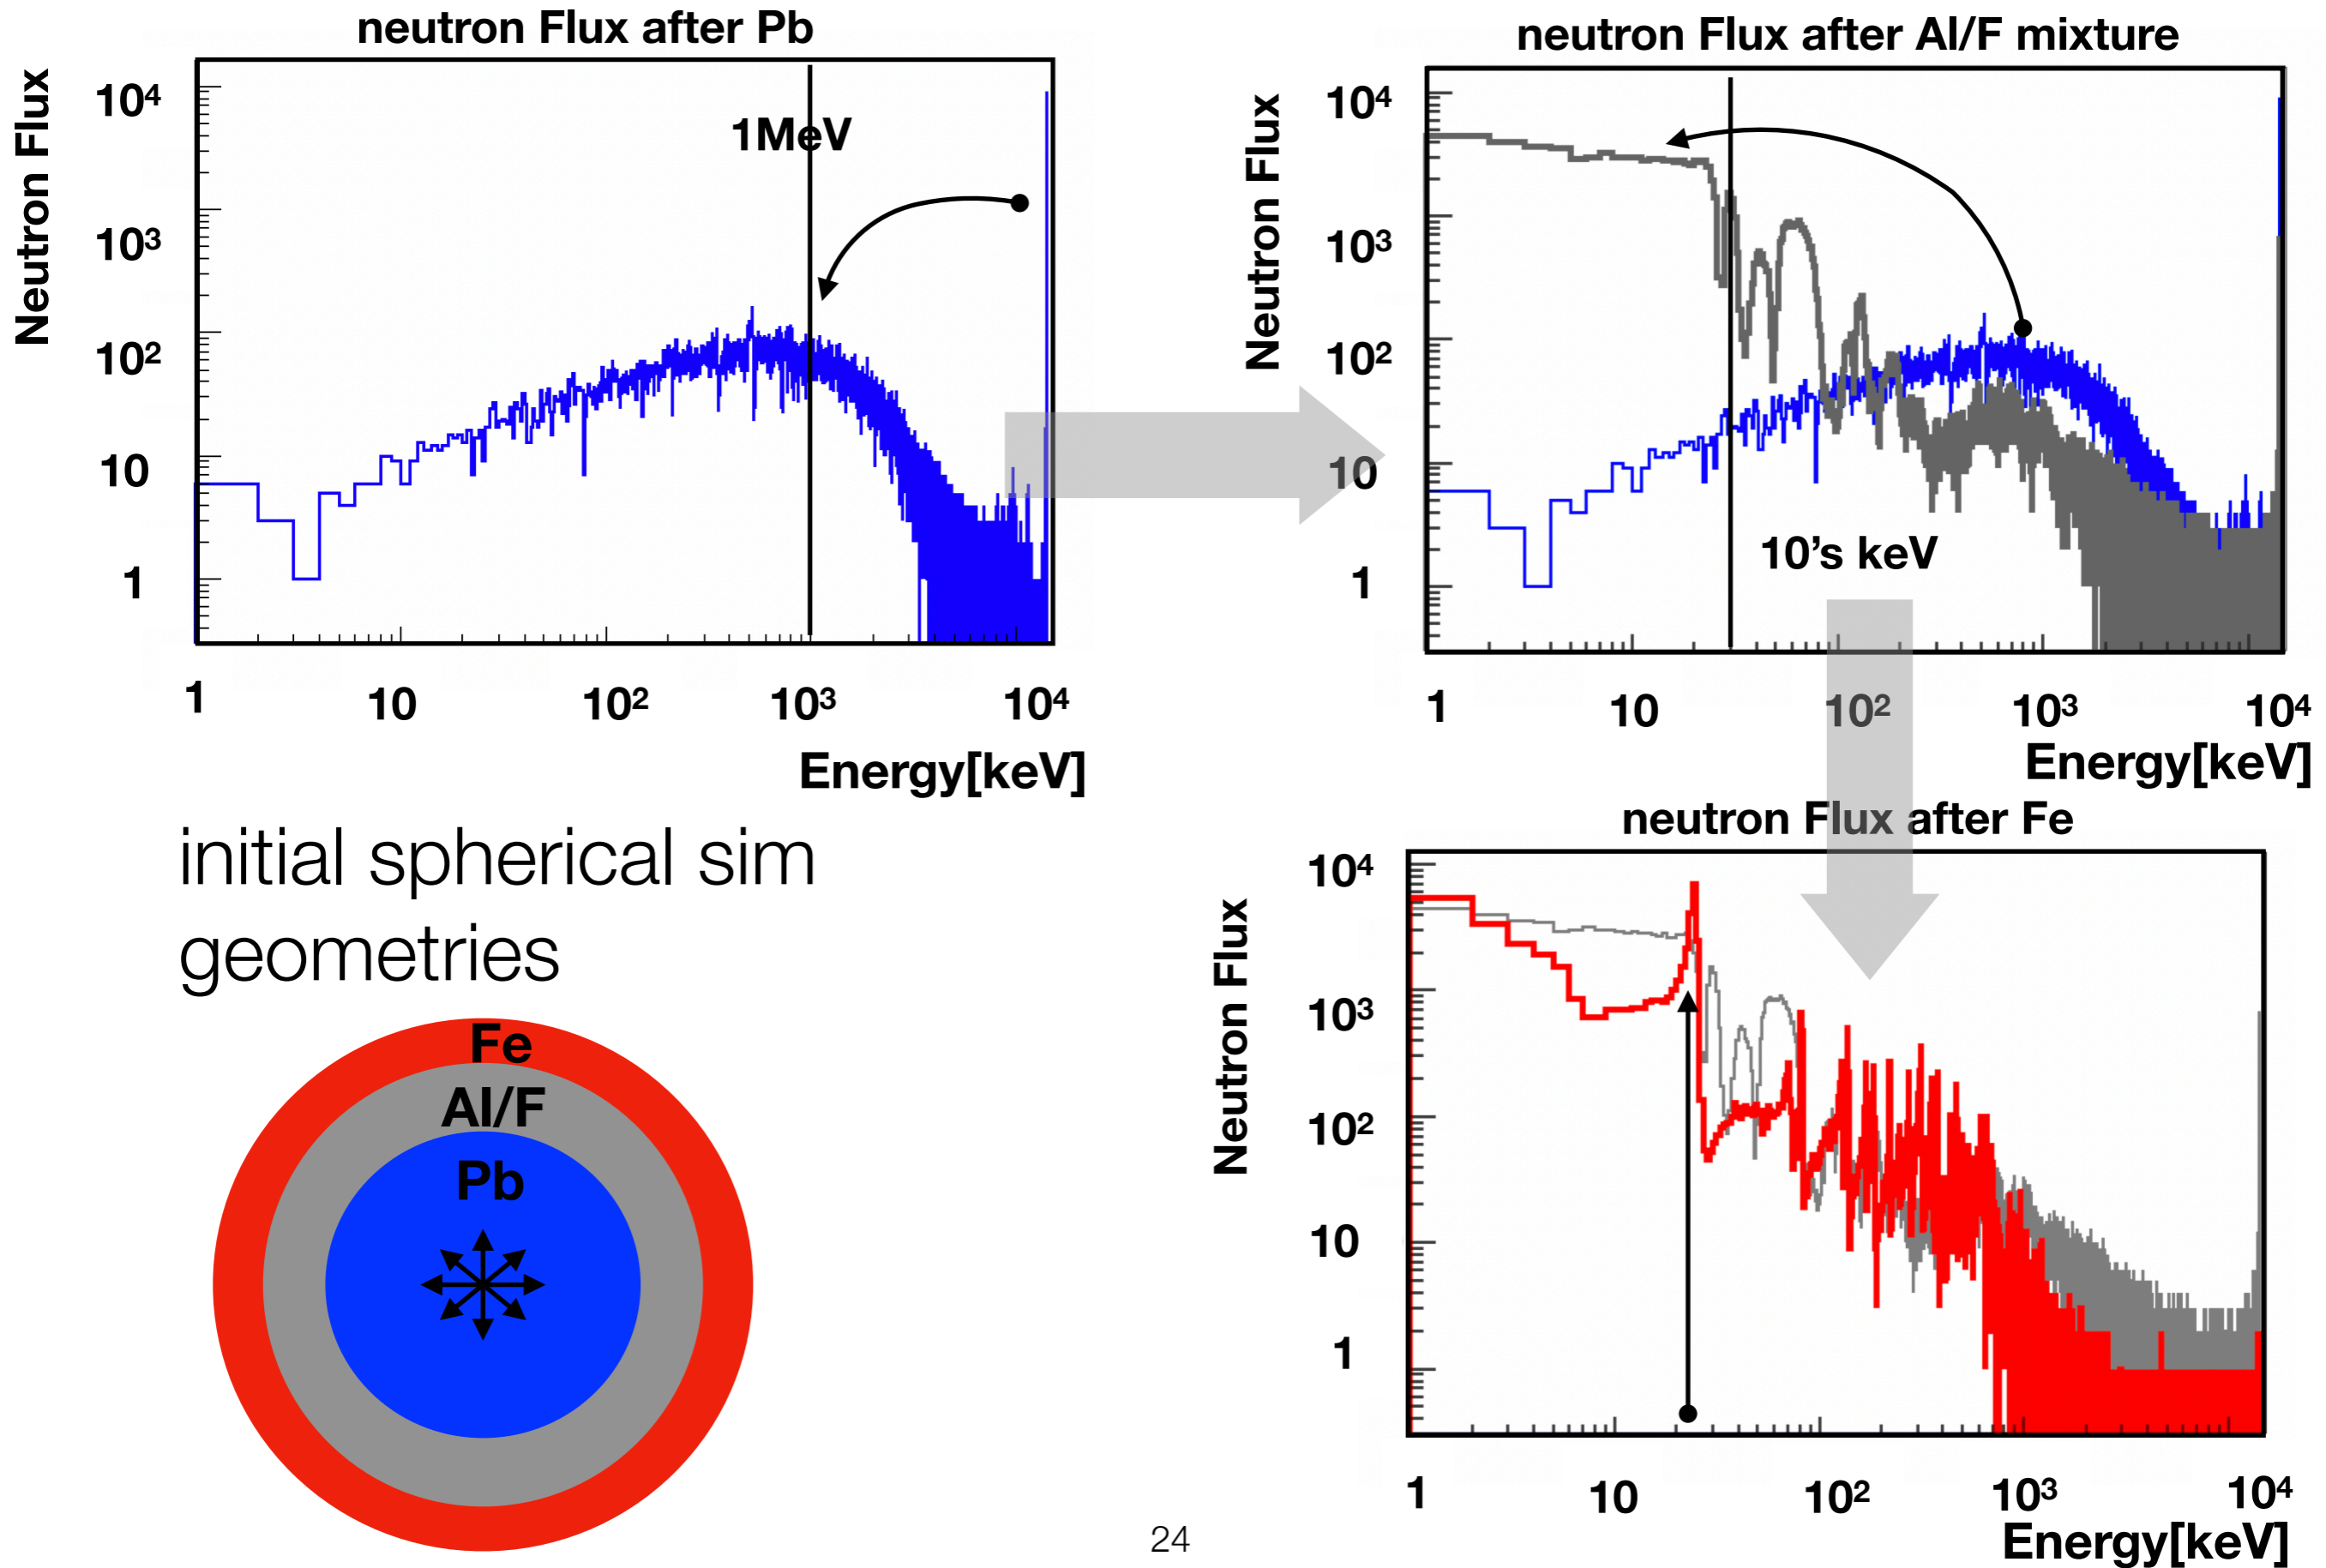 neutron Flux after Pb
Neutron Flux
10⁴
10³
10²
10
1
1MeV
1
10
10²
10³
10⁴
Energy[keV]
neutron Flux after Al/F mixture
Neutron Flux
10⁴
10³
10²
10
1
10's keV
1
10
10²
10³
10⁴
Energy[keV]
initial spherical sim
geometries
Fe
Al/F
Pb
neutron Flux after Fe
Neutron Flux
10⁴
10³
10²
10
1
1
10
10²
10³
10⁴
Energy[keV]
24